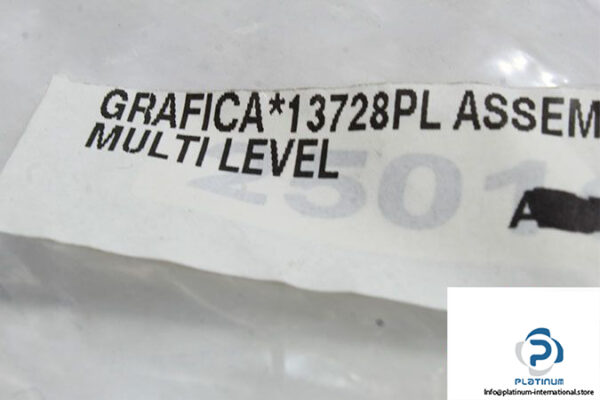 GRAFICA*13728PL ASSEM
MULTI LEVEL
PLATINUM
Info@platinum-international.store